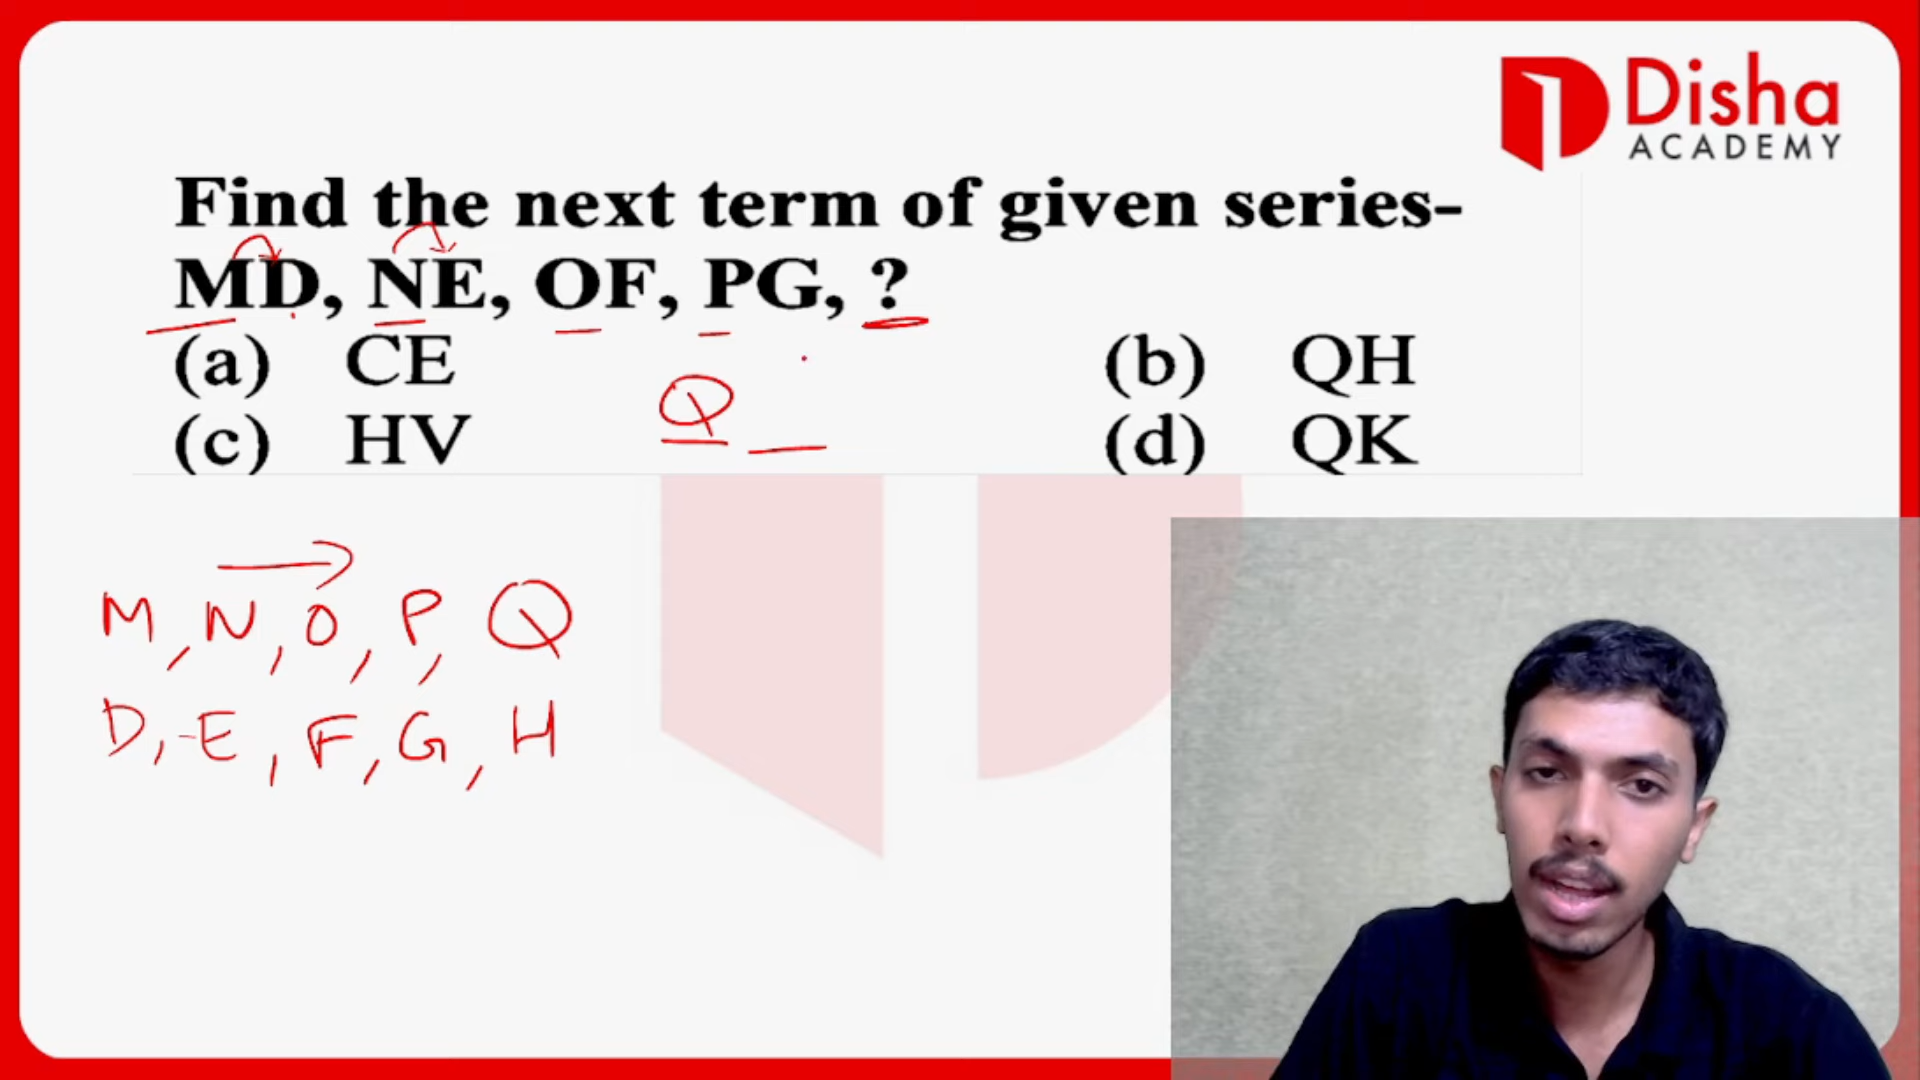 Disha
ACADEMY
Find the next term of given series-
MD, NE, OF, PG, ?
(a) CE (b) QH
Q _
(c) HV (d) QK
M, N, O, P, Q
D, E, F, G, H